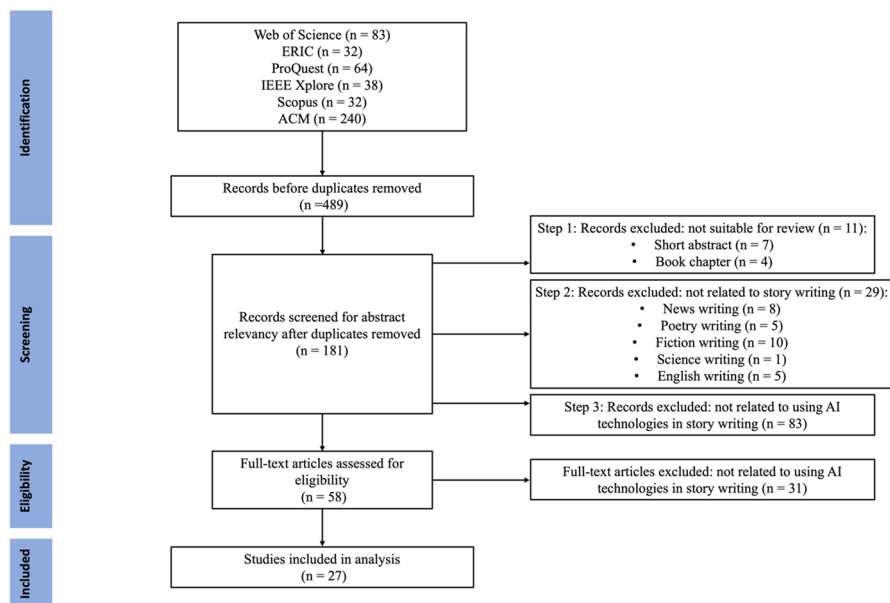 Identification
Web of Science (n = 83)
ERIC (n = 32)
ProQuest (n = 64)
IEEE Xplore (n = 38)
Scopus (n = 32)
ACM (n = 240)
Records before duplicates removed
(n =489)
Screening
Records screened for abstract
relevancy after duplicates removed
(n = 181)
Step 1: Records excluded: not suitable for review (n = 11):
• Short abstract (n = 7)
• Book chapter (n = 4)
Step 2: Records excluded: not related to story writing (n = 29):
• News writing (n = 8)
• Poetry writing (n = 5)
• Fiction writing (n = 10)
• Science writing (n = 1)
• English writing (n = 5)
Step 3: Records excluded: not related to using AI
technologies in story writing (n = 83)
Eligibility
Full-text articles assessed for
eligibility
(n = 58)
Full-text articles excluded: not related to using AI
technologies in story writing (n = 31)
Included
Studies included in analysis
(n = 27)